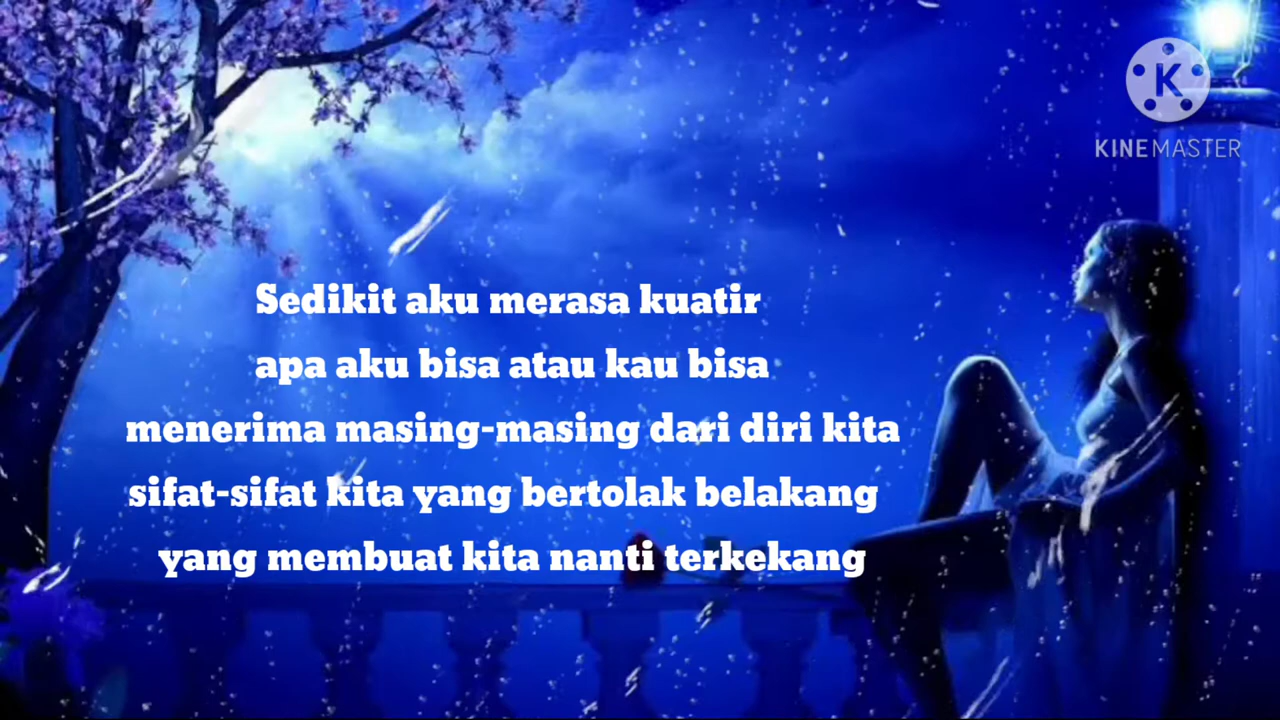 KINEMASTER
Sedikit aku merasa kuatir
apa aku bisa atau kau bisa
menerima masing-masing dari diri kita
sifat-sifat kita yang bertolak belakang
yang membuat kita nanti terkekang